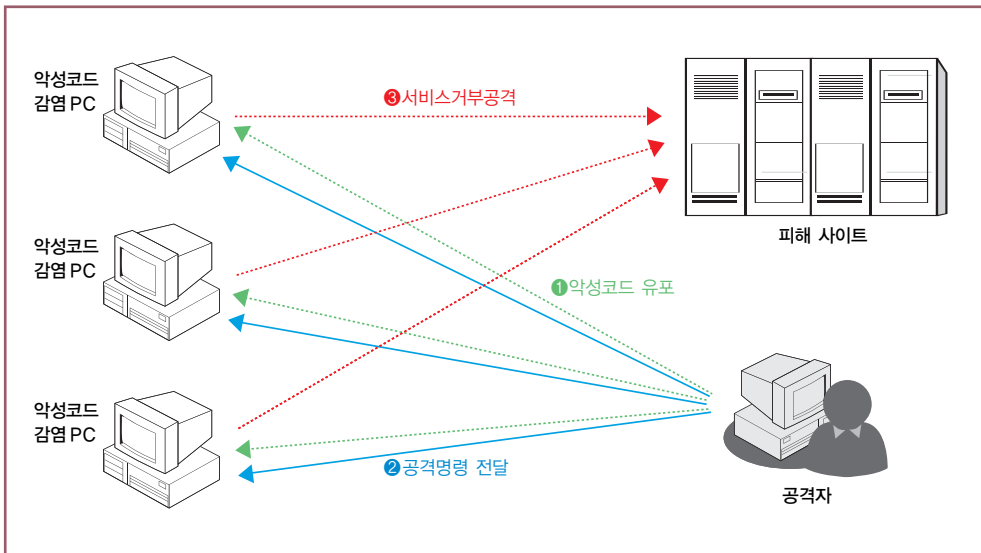 악성코드
감염 PC
❸서비스거부공격
악성코드
감염 PC
피해 사이트
❶악성코드 유포
악성코드
감염 PC
❷공격명령 전달
공격자